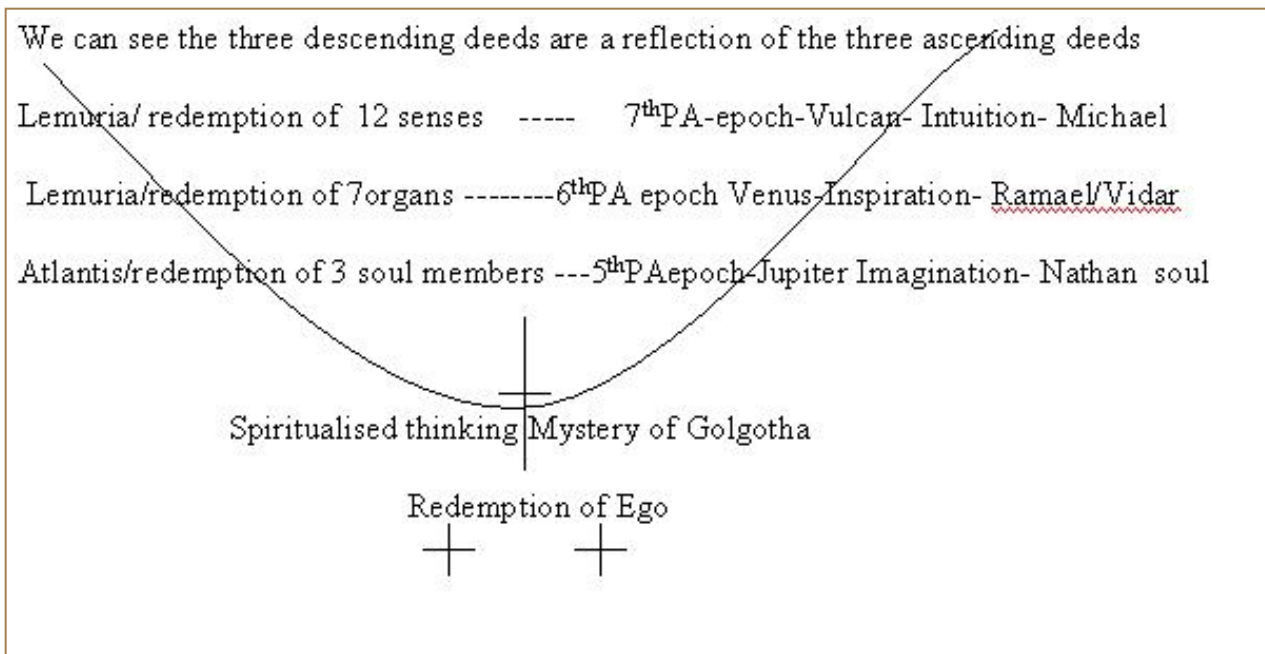 We can see the three descending deeds are a reflection of the three ascending deeds
Lemuria/ redemption of 12 senses ----- 7thPA-epoch-Vulcan- Intuition- Michael
Lemuria/redemption of 7organs --------6thPA epoch Venus-Inspiration- Ramael/Vidar
Atlantis/redemption of 3 soul members ---5thPAepoch-Jupiter Imagination- Nathan soul
Spiritualised thinking Mystery of Golgotha
Redemption of Ego